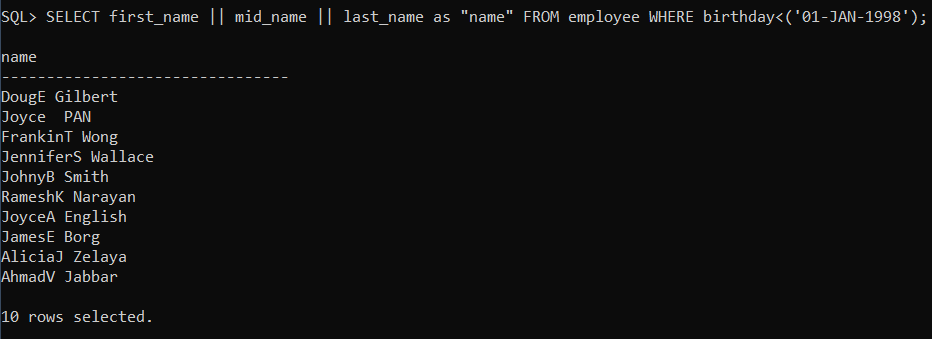 SQL> SELECT first_name || mid_name || last_name as "name" FROM employee WHERE birthday<('01-JAN-1998');
name
--------------------------------
DougE Gilbert
Joyce  PAN
FrankinT Wong
JenniferS Wallace
JohnyB Smith
RameshK Narayan
JoyceA English
JamesE Borg
AliciaJ Zelaya
AhmadV Jabbar
10 rows selected.